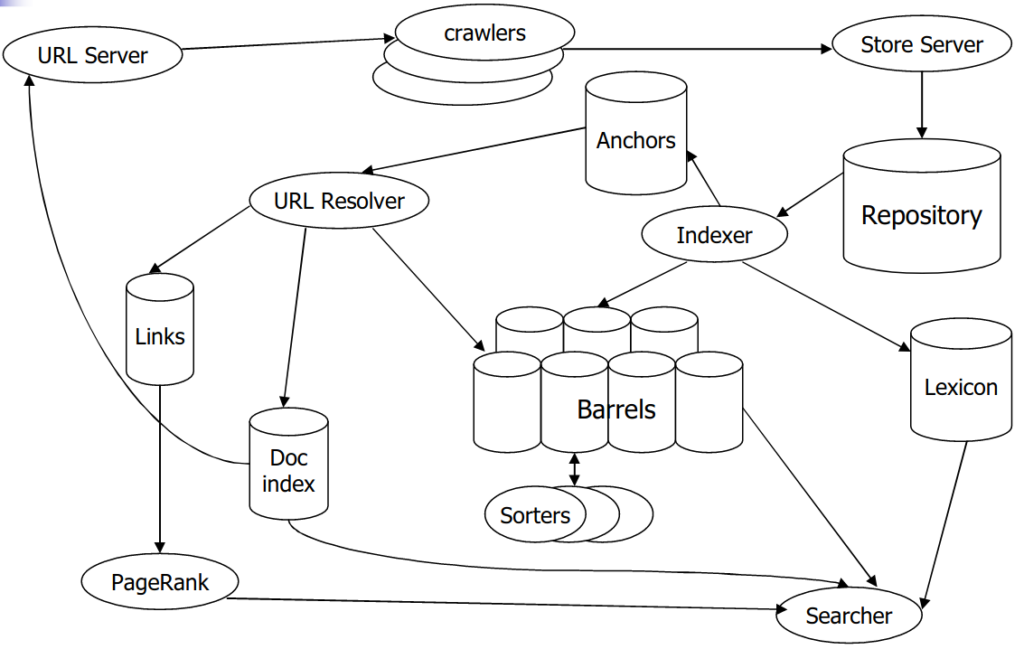 crawlers
URL Server
Store Server
Anchors
URL Resolver
Repository
Indexer
Links
Lexicon
Barrels
Doc
index
Sorters
PageRank
Searcher